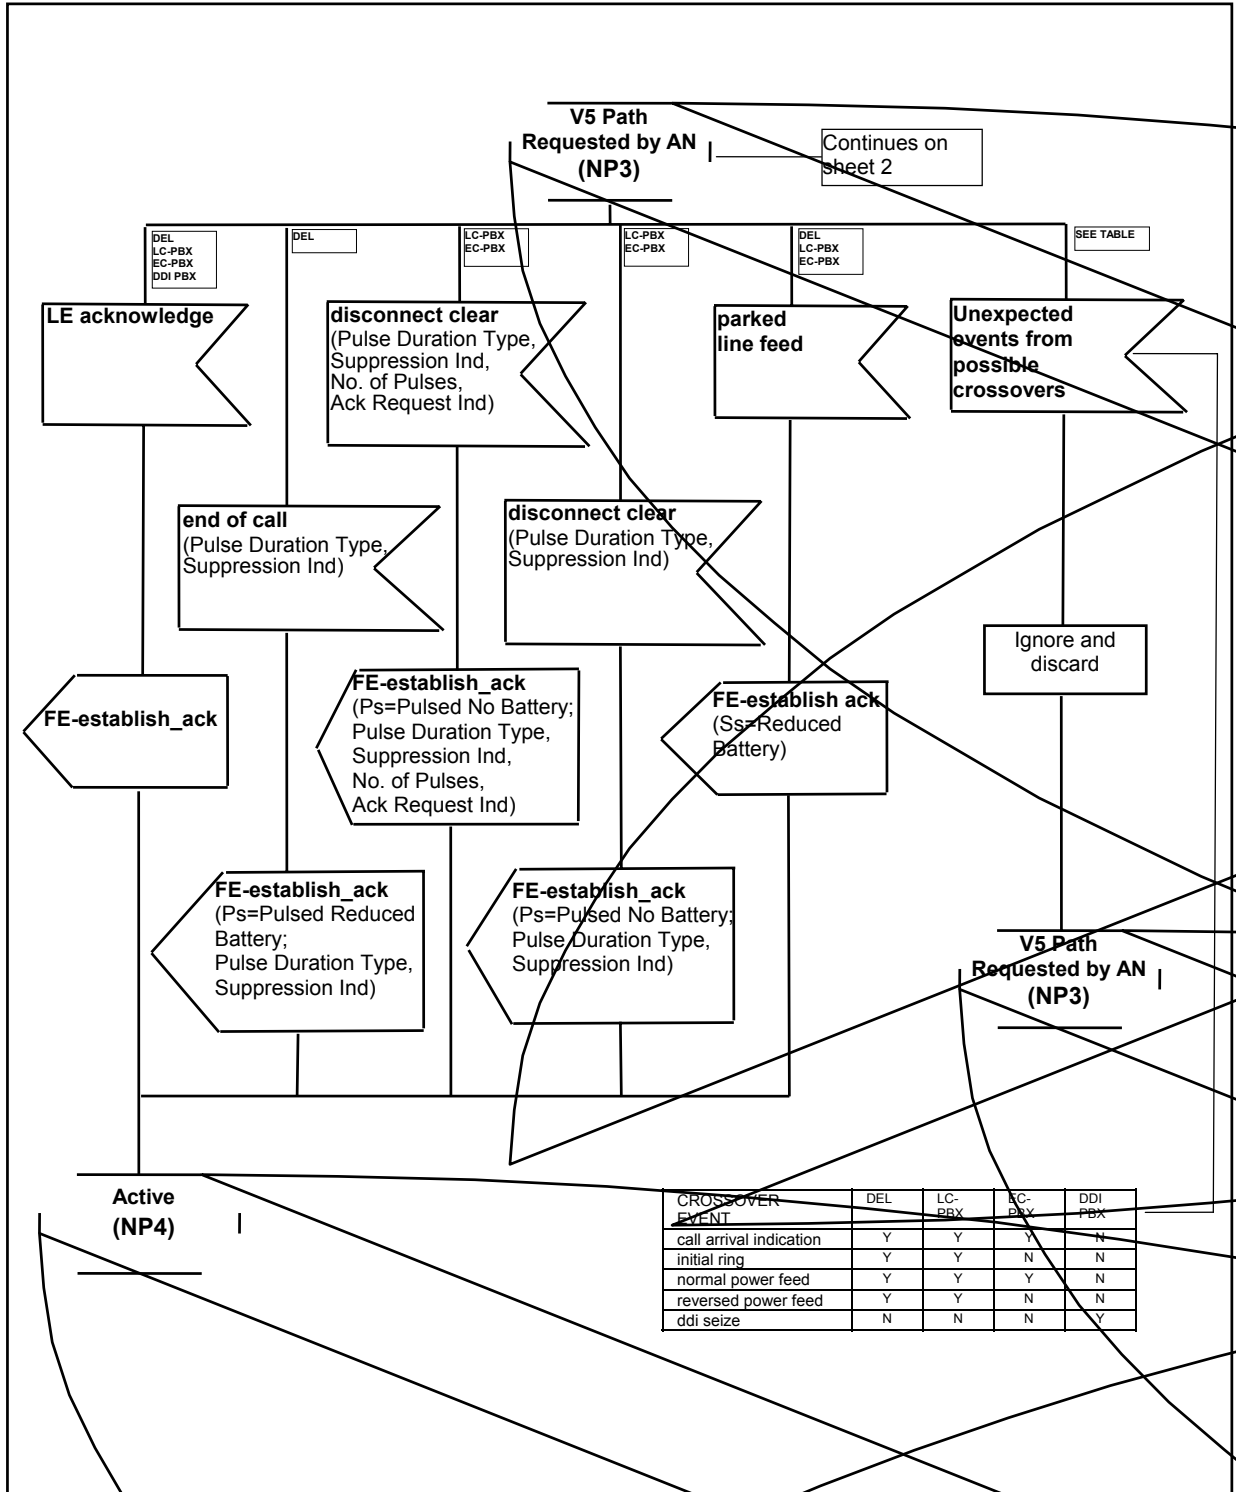 V5 Path
Requested by AN
(NP3)
Continues on
sheet 2
DEL
LC-PBX
EC-PBX
DDI PBX
DEL
LC-PBX
EC-PBX
LC-PBX
EC-PBX
DEL
LC-PBX
EC-PBX
SEE TABLE
LE acknowledge
disconnect clear
(Pulse Duration Type,
Suppression Ind,
No. of Pulses,
Ack Request Ind)
parked
line feed
Unexpected
events from
possible
crossovers
end of call
(Pulse Duration Type,
Suppression Ind)
disconnect clear
(Pulse Duration Type,
Suppression Ind)
Ignore and
discard
FE-establish_ack
FE-establish_ack
(Ps=Pulsed No Battery;
Pulse Duration Type,
Suppression Ind,
No. of Pulses,
Ack Request Ind)
FE-establish ack
(Ss=Reduced
Battery)
FE-establish_ack
(Ps=Pulsed Reduced
Battery;
Pulse Duration Type,
Suppression Ind)
FE-establish_ack
(Ps=Pulsed No Battery;
Pulse Duration Type,
Suppression Ind)
V5 Path
Requested by AN
(NP3)
Active
(NP4)
CROSSOVER EVENT DEL LC-PBX EC-PBX DDI PBX
call arrival indication Y Y Y N
initial ring Y Y N N
normal power feed Y Y Y N
reversed power feed Y Y N N
ddi seize N N N Y